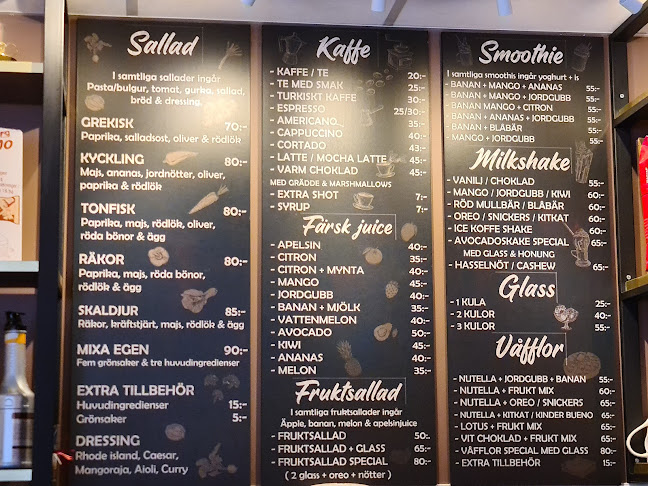 Sallad
I samtliga sallader ingår
Pasta/bulgur, tomat, gurka, sallad,
bröd & dressing.
GREKISK 70:-
Paprika, salladsost, oliver & rödlök
KYCKLING 80:-
Majs, ananas, jordnötter, oliver,
paprika & rödlök
TONFISK 80:-
Paprika, majs, rödlök, oliver,
röda bönor & ägg
RÄKOR 80:-
Paprika, majs, röda bönor,
rödlök & ägg
SKALDJUR 85:-
Räkor, kräftstjärt, majs, rödlök & ägg
MIXA EGEN 90:-
Fem grönsaker & tre huvudingredienser
EXTRA TILLBEHÖR
Huvudingredienser 15:-
Grönsaker 5:-
DRESSING
Rhode island, Caesar,
Mangoraja, Aioli, Curry
Kaffe
- KAFFE / TE 20:-
- TE MED SMAK 25:-
- TURKISKT KAFFE 30:-
- ESPRESSO 25/30:-
- AMERICANO 35:-
- CAPPUCCINO 40:-
- CORTADO 43:-
- LATTE / MOCHA LATTE 45:-
- VARM CHOKLAD 45:-
MED GRÄDDE & MARSHMALLOWS
- EXTRA SHOT 7:-
- SYRUP 7:-
Färsk juice
- APELSIN 40:-
- CITRON 35:-
- CITRON + MYNTA 40:-
- MANGO 45:-
- JORDGUBB 40:-
- BANAN + MJÖLK 35:-
- VATTENMELON 40:-
- AVOCADO 50:-
- KIWI 45:-
- ANANAS 40:-
- MELON 35:-
Fruktsallad
I samtliga fruktsallader ingår
Äpple, banan, melon & apelsinjuice
- FRUKTSALLAD 50:-
- FRUKTSALLAD + GLASS 65:-
- FRUKTSALLAD SPECIAL 80:-
( 2 glass + oreo + nötter )
Smoothie
I samtliga smoothis ingår yoghurt + is
- BANAN + MANGO + ANANAS 55:-
- BANAN + MANGO + JORDGUBB 55:-
- BANAN MANGO + CITRON 55:-
- BANAN + ANANAS + JORDGUBB 55:-
- BANAN + BLÅBÄR 55:-
- MANGO + JORDGUBB 55:-
Milkshake
- VANILJ / CHOKLAD 55:-
- MANGO / JORDGUBB / KIWI 60:-
- RÖD MULLBÄR / BLÅBÄR 60:-
- OREO / SNICKERS / KITKAT 60:-
- ICE KOFFE SHAKE 60:-
- AVOCADOSHAKE SPECIAL 65:-
MED GLASS & HONUNG
- HASSELNÖT / CASHEW 65:-
Glass
- 1 KULA 25:-
- 2 KULOR 40:-
- 3 KULOR 55:-
Våfflor
- NUTELLA + JORDGUBB + BANAN 55:-
- NUTELLA + FRUKT MIX 60:-
- NUTELLA + OREO / SNICKERS 65:-
- NUTELLA + KITKAT / KINDER BUENO 65:-
- LOTUS + FRUKT MIX 65:-
- VIT CHOKLAD + FRUKT MIX 65:-
- VÅFFLOR SPECIAL MED GLASS 80:-
- EXTRA TILLBEHÖR 15:-